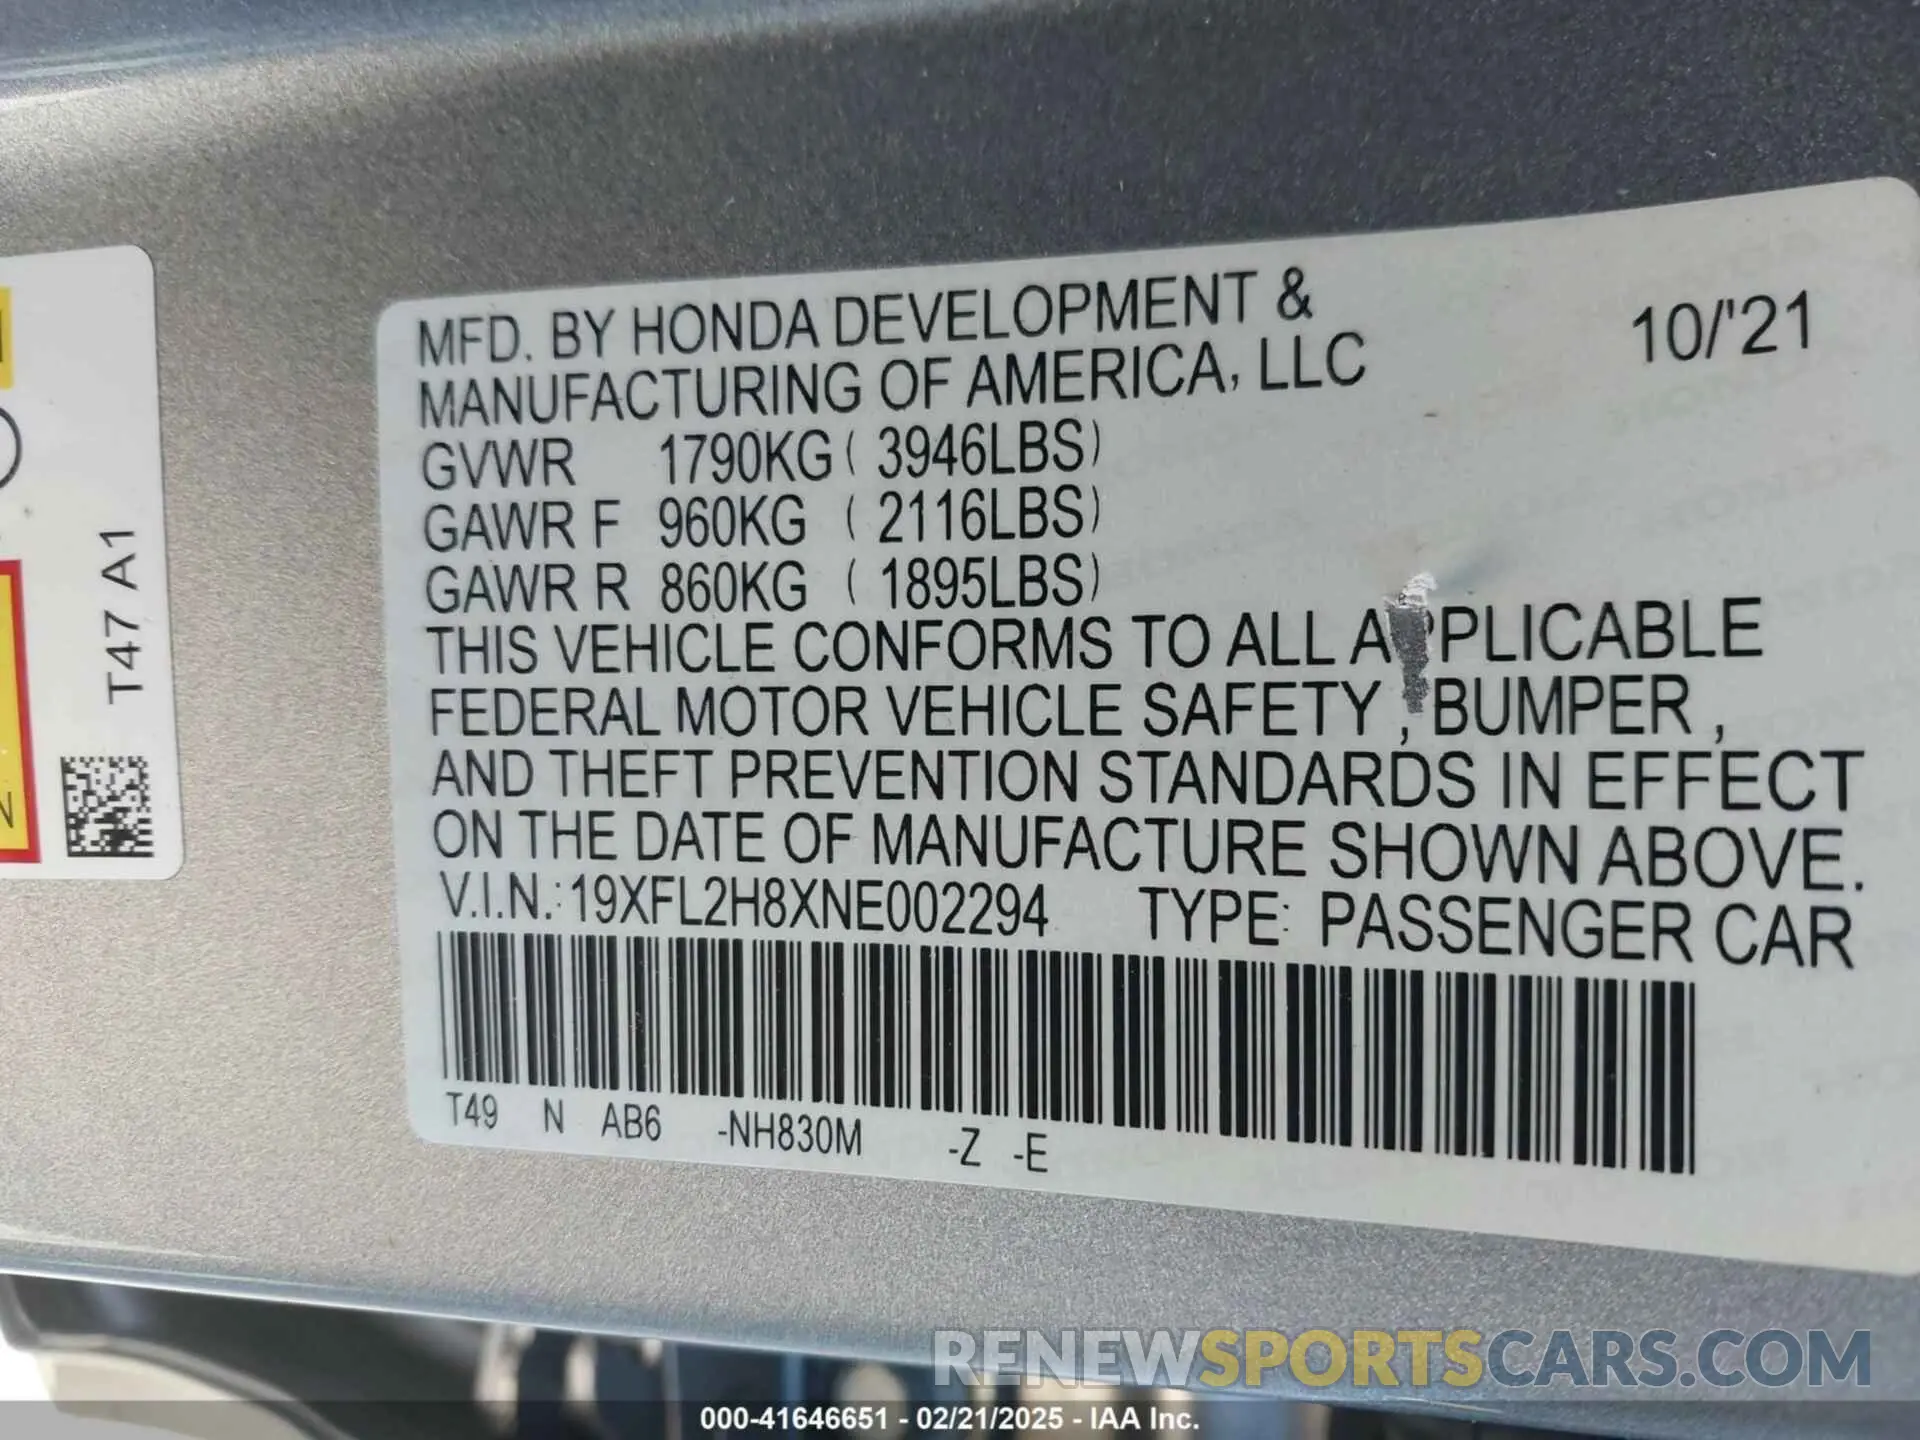 MFD. BY HONDA DEVELOPMENT &
MANUFACTURING OF AMERICA, LLC
10/'21
GVWR 1790KG ( 3946LBS)
GAWR F 960KG ( 2116LBS)
GAWR R 860KG ( 1895LBS)
THIS VEHICLE CONFORMS TO ALL APPLICABLE
FEDERAL MOTOR VEHICLE SAFETY , BUMPER ,
AND THEFT PREVENTION STANDARDS IN EFFECT
ON THE DATE OF MANUFACTURE SHOWN ABOVE.
V.I.N.: 19XFL2H8XNE002294 TYPE: PASSENGER CAR
T49 N AB6 -NH830M -Z -E
T47 A1
RENEWSPORTSCARS.COM
000-41646651 - 02/21/2025 - IAA Inc.